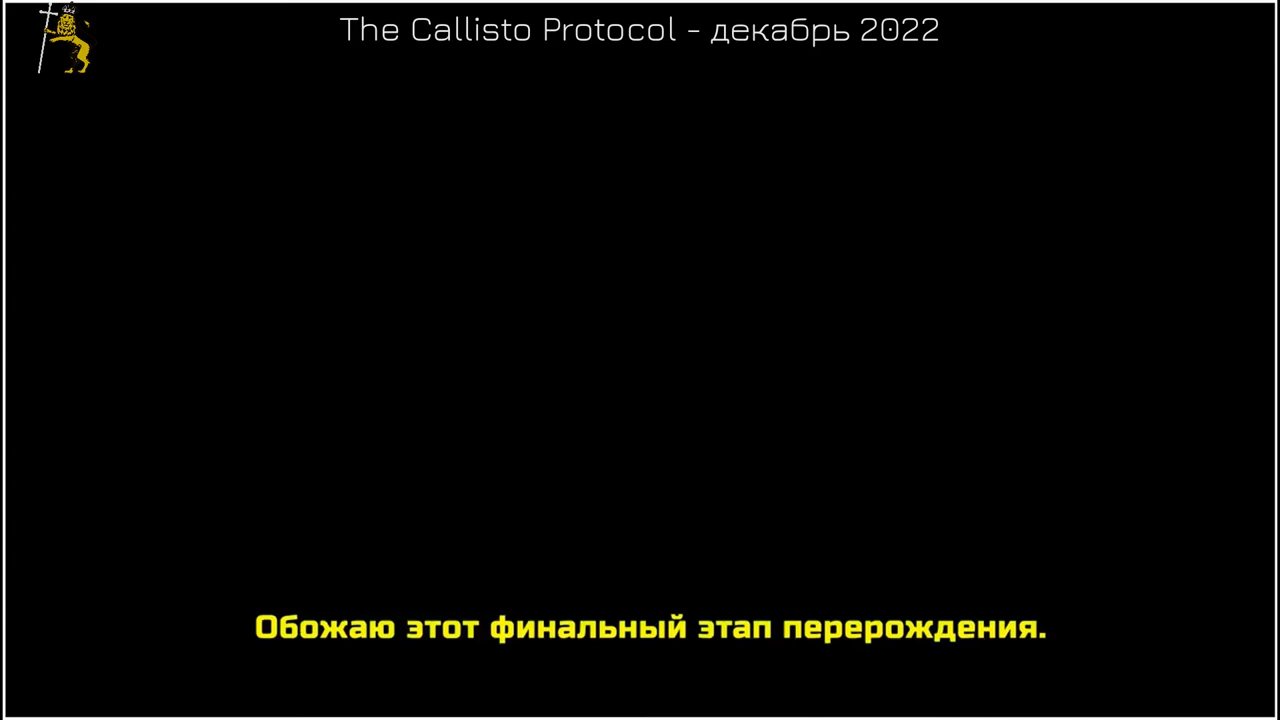 The Callisto Protocol - декабрь 2022
Обожаю этот финальный этап перерождения.